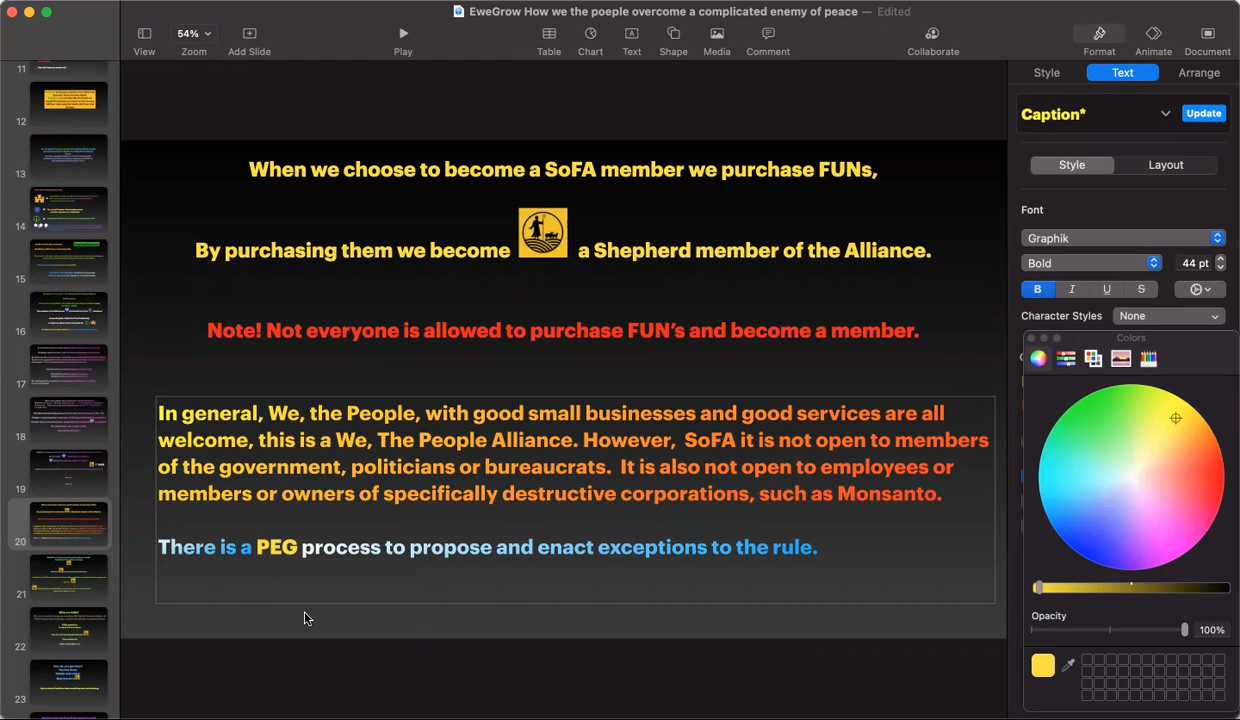 EweGrow How we the poeple overcome a complicated enemy of peace — Edited
54%
View
Zoom
Add Slide
Play
Table
Chart
Text
Shape
Media
Comment
Collaborate
Format
Animate
Document
11
12
13
14
15
16
17
18
19
20
21
22
23
When we choose to become a SoFA member we purchase FUNs,
By purchasing them we become a Shepherd member of the Alliance.
Note! Not everyone is allowed to purchase FUN's and become a member.
In general, We, the People, with good small businesses and good services are all
welcome, this is a We, The People Alliance. However, SoFA it is not open to members
of the government, politicians or bureaucrats. It is also not open to employees or
members or owners of specifically destructive corporations, such as Monsanto.
There is a PEG process to propose and enact exceptions to the rule.
Style
Text
Arrange
Caption*
Update
Style
Layout
Font
Graphik
Bold
44 pt
B
I
U
S
Character Styles
None
Colors
Opacity
100%